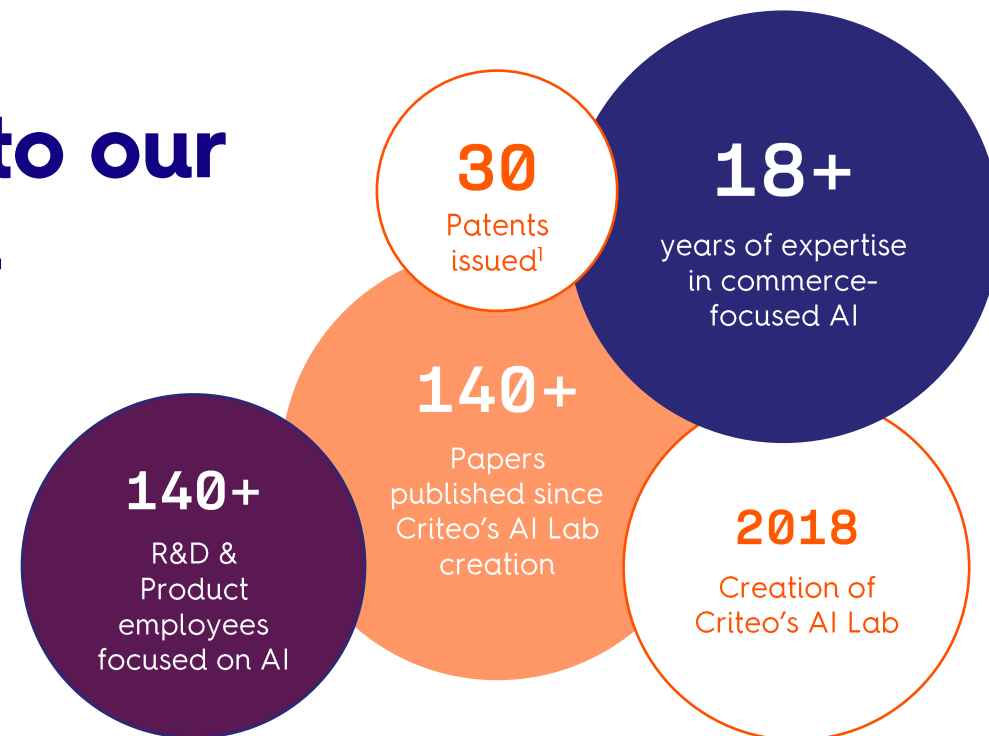 to our
30
Patents
issued¹
18+
years of expertise
in commerce-
focused AI
140+
Papers
published since
Criteo's AI Lab
creation
140+
R&D &
Product
employees
focused on AI
2018
Creation of
Criteo's AI Lab